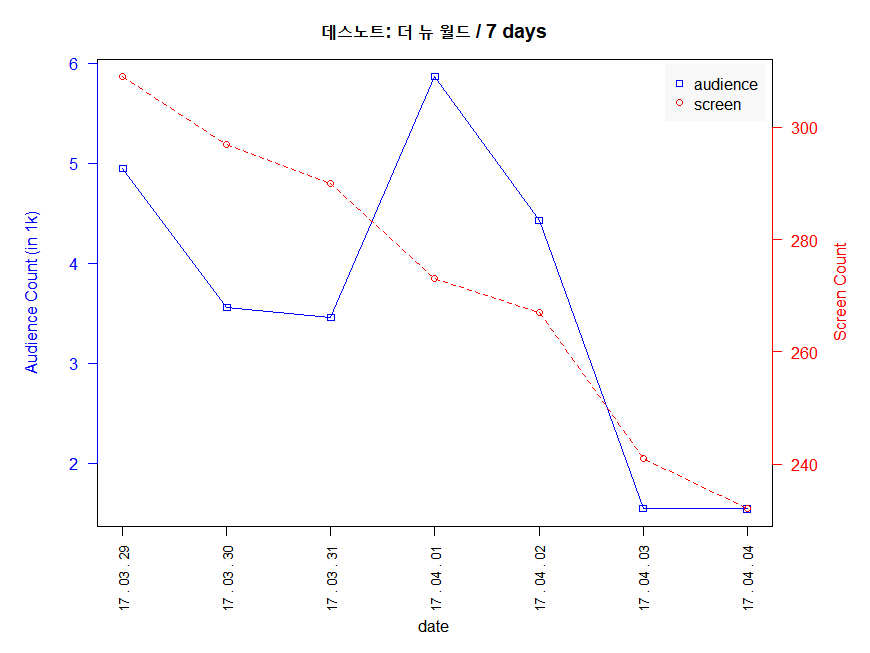 데스노트: 더 뉴 월드 / 7 days
audience
screen
Audience Count (in 1k)
6
5
4
3
2
Screen Count
300
280
260
240
17 . 03 . 29
17 . 03 . 30
17 . 03 . 31
17 . 04 . 01
17 . 04 . 02
17 . 04 . 03
17 . 04 . 04
date